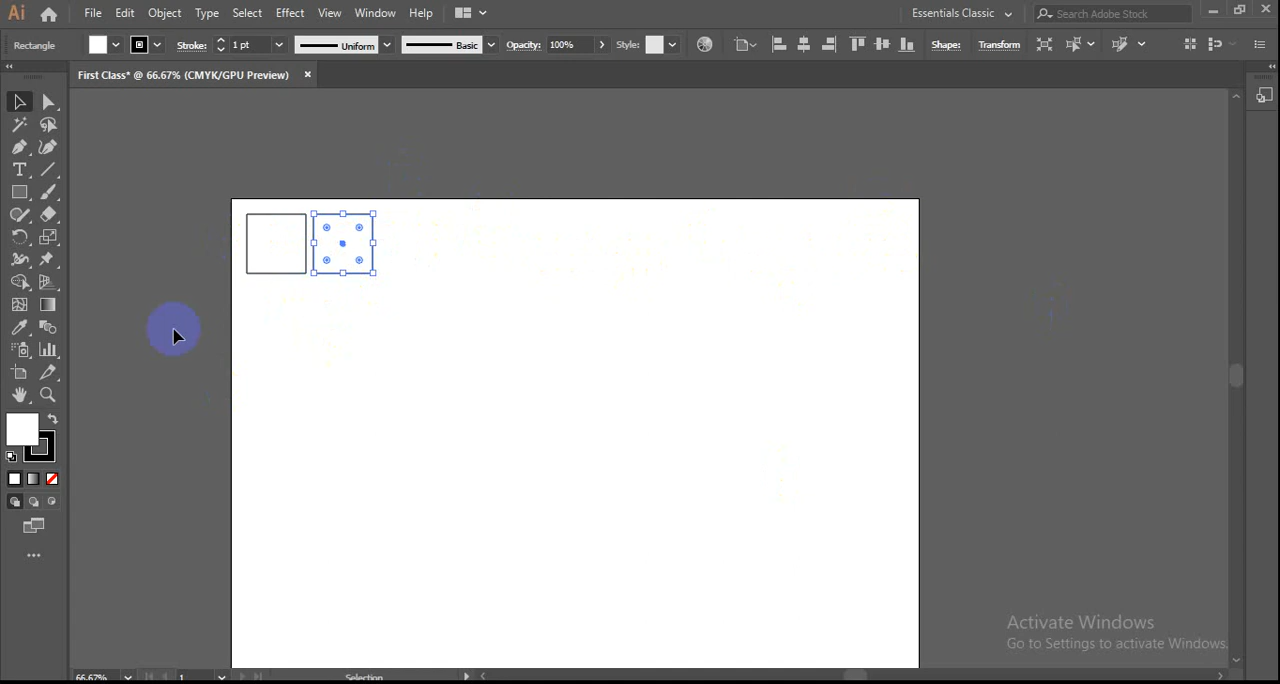 Ai File Edit Object Type Select Effect View Window Help Essentials Classic Search Adobe Stock
Rectangle Stroke: 1 pt Uniform Basic Opacity: 100% Style: Shape: Transform
First Class* @ 66.67% (CMYK/GPU Preview) ×
Activate Windows
Go to Settings to activate Windows.
66.67% 1 Selection